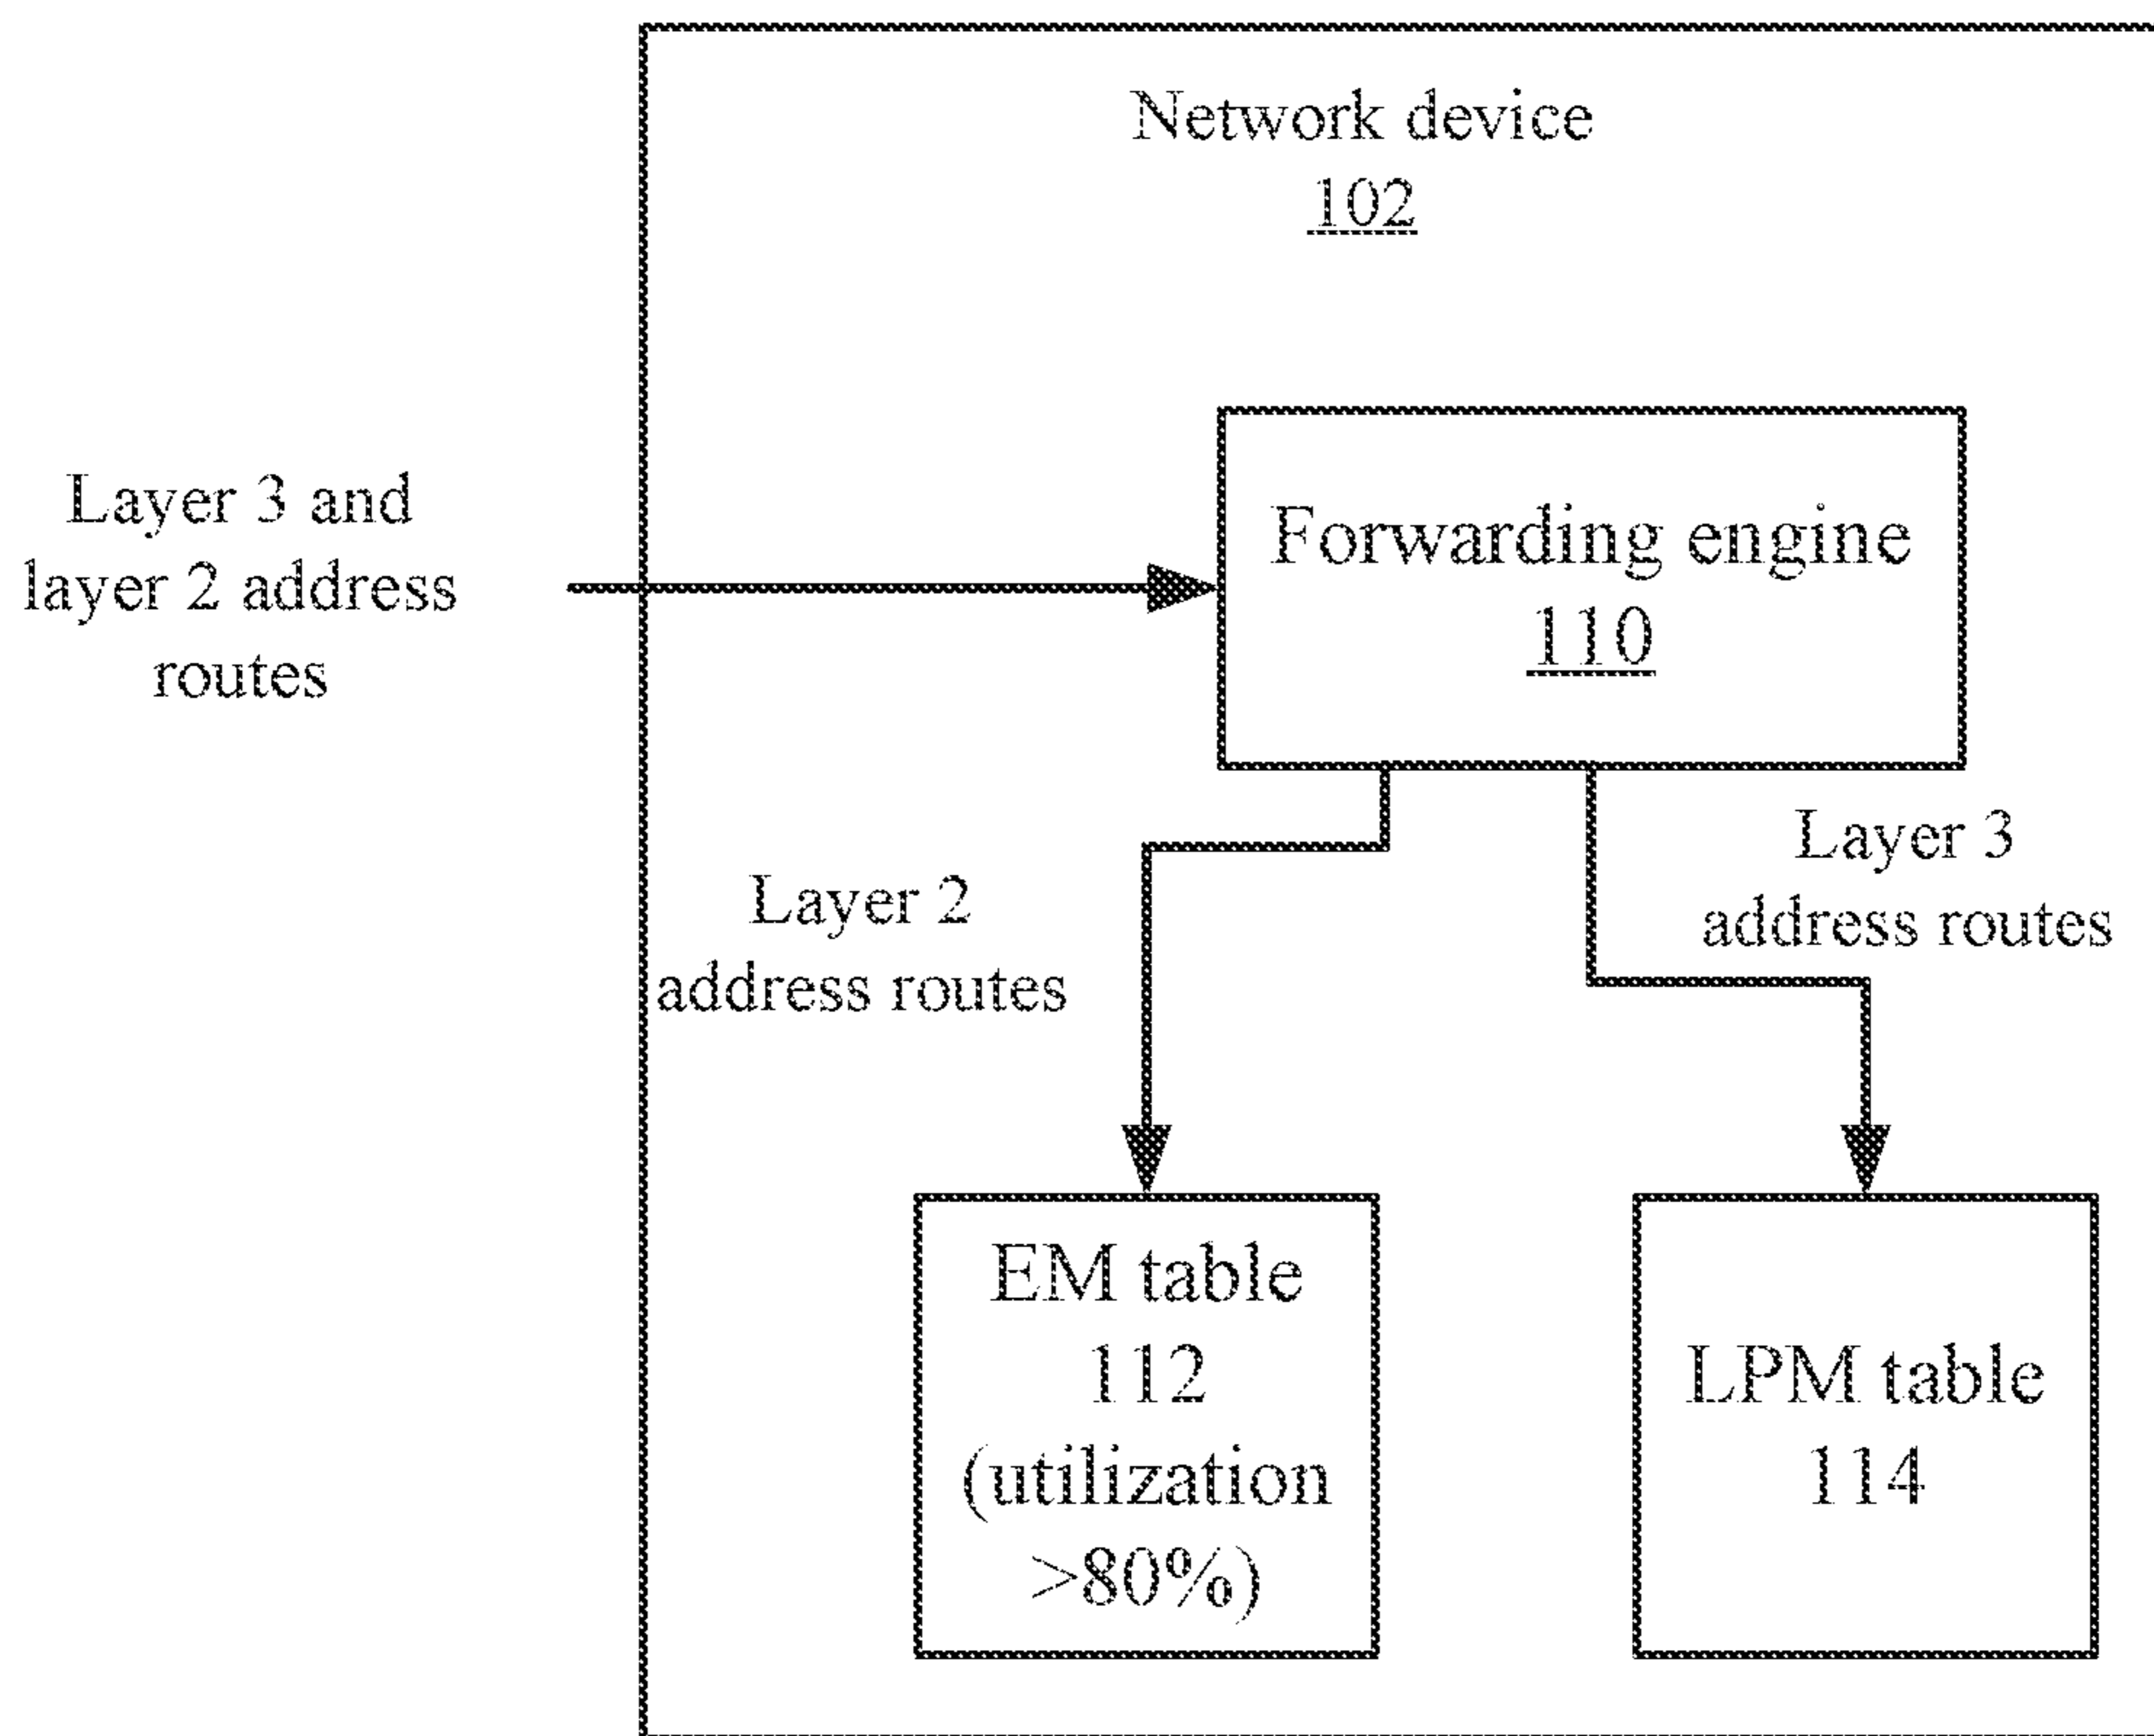 Network device
102
Layer 3 and
layer 2 address
routes
Forwarding engine
110
Layer 2
address routes
Layer 3
address routes
EM table
112
(utilization
>80%)
LPM table
114